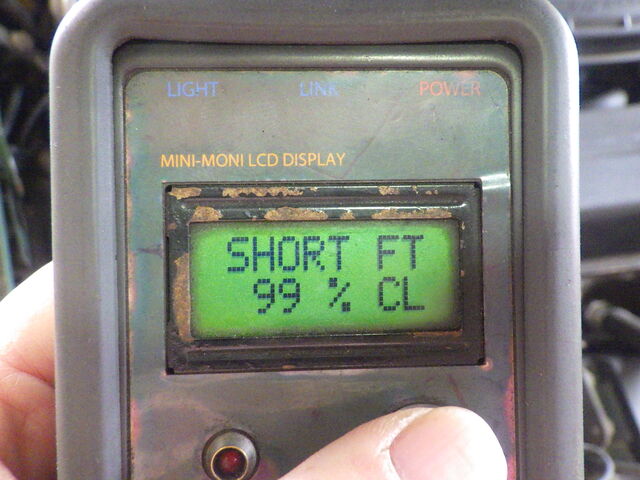 LIGHT LINK POWER
MINI-MONI LCD DISPLAY
SHORT FT
99 % CL